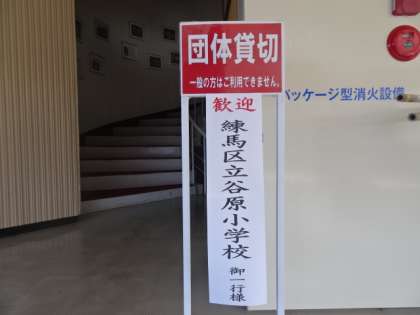 団体貸切
一般の方はご利用できません。
歓迎
練馬区立谷原小学校 御一行様
パッケージ型消火設備